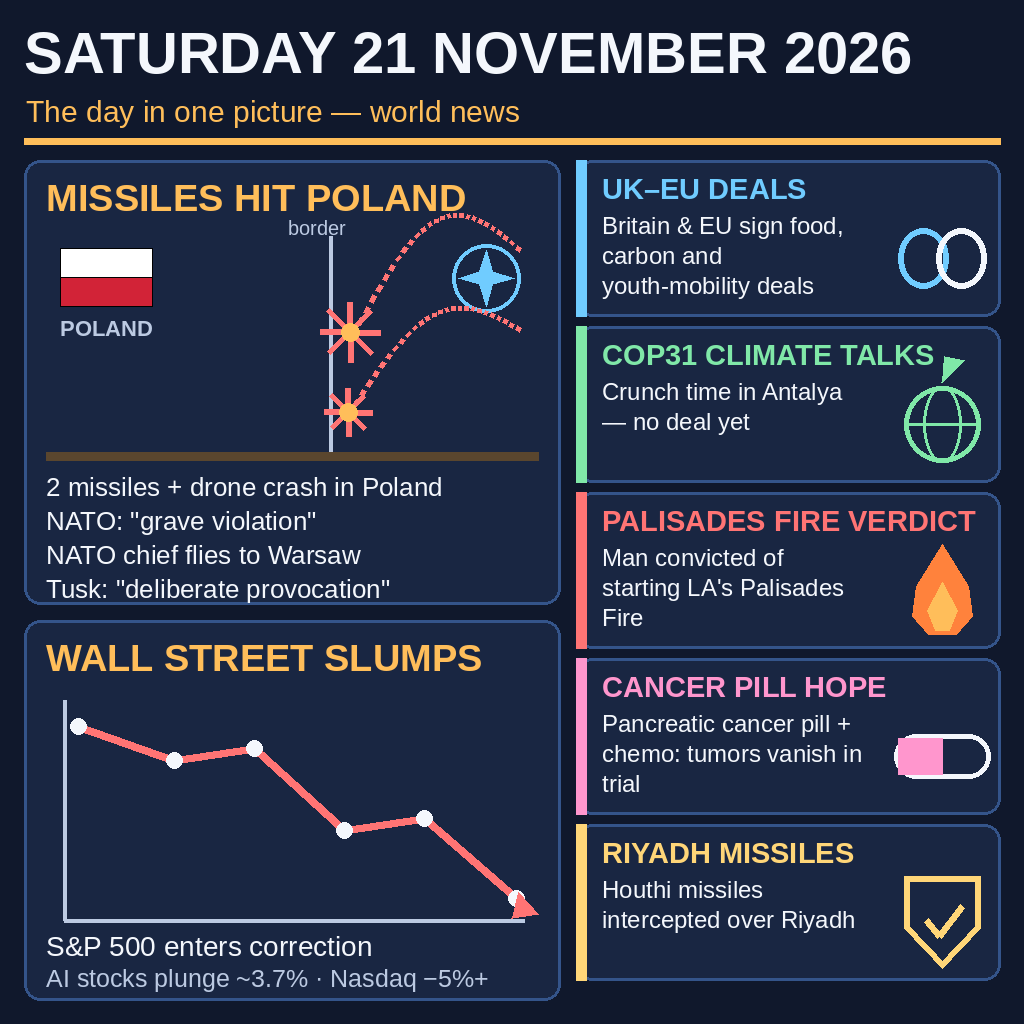 SATURDAY 21 NOVEMBER 2026
The day in one picture — world news
MISSILES HIT POLAND
border
POLAND
2 missiles + drone crash in Poland
NATO: "grave violation"
NATO chief flies to Warsaw
Tusk: "deliberate provocation"
WALL STREET SLUMPS
S&P 500 enters correction
AI stocks plunge ~3.7% · Nasdaq −5%+
UK–EU DEALS
Britain & EU sign food,
carbon and
youth-mobility deals
COP31 CLIMATE TALKS
Crunch time in Antalya
— no deal yet
PALISADES FIRE VERDICT
Man convicted of
starting LA's Palisades
Fire
CANCER PILL HOPE
Pancreatic cancer pill +
chemo: tumors vanish in
trial
RIYADH MISSILES
Houthi missiles
intercepted over Riyadh